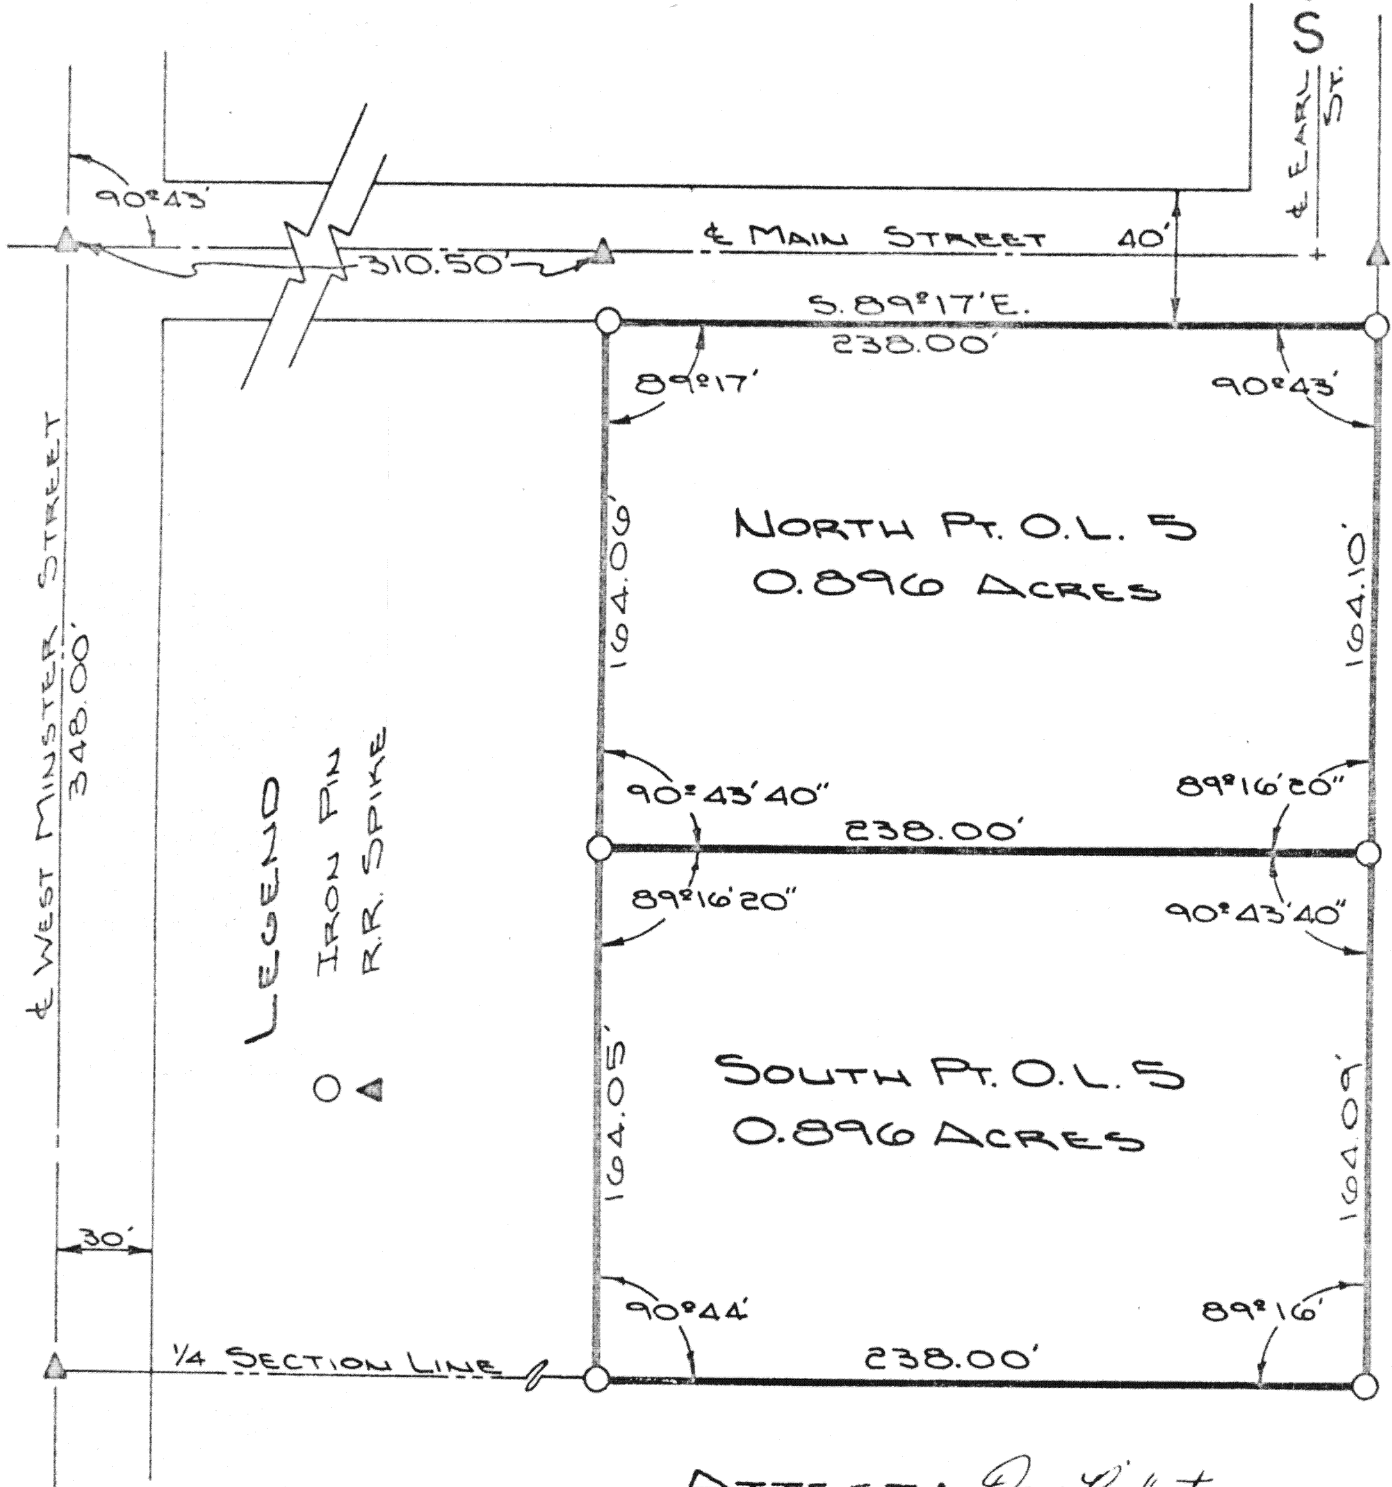 S
℄ EARL
ST.
90°43'
℄ MAIN STREET 40'
310.50'
S. 89°17'E.
238.00'
89°17'
90°43'
℄ WEST MINSTER STREET
348.00'
164.06'
NORTH PT. O.L. 5
0.896 ACRES
164.10'
LEGEND
IRON PIN
R.R. SPIKE
90°43'40"
89°16'20"
238.00'
89°16'20"
90°43'40"
164.05'
SOUTH PT. O.L. 5
0.896 ACRES
164.09'
30'
90°44'
89°16'
1/4 SECTION LINE
238.00'